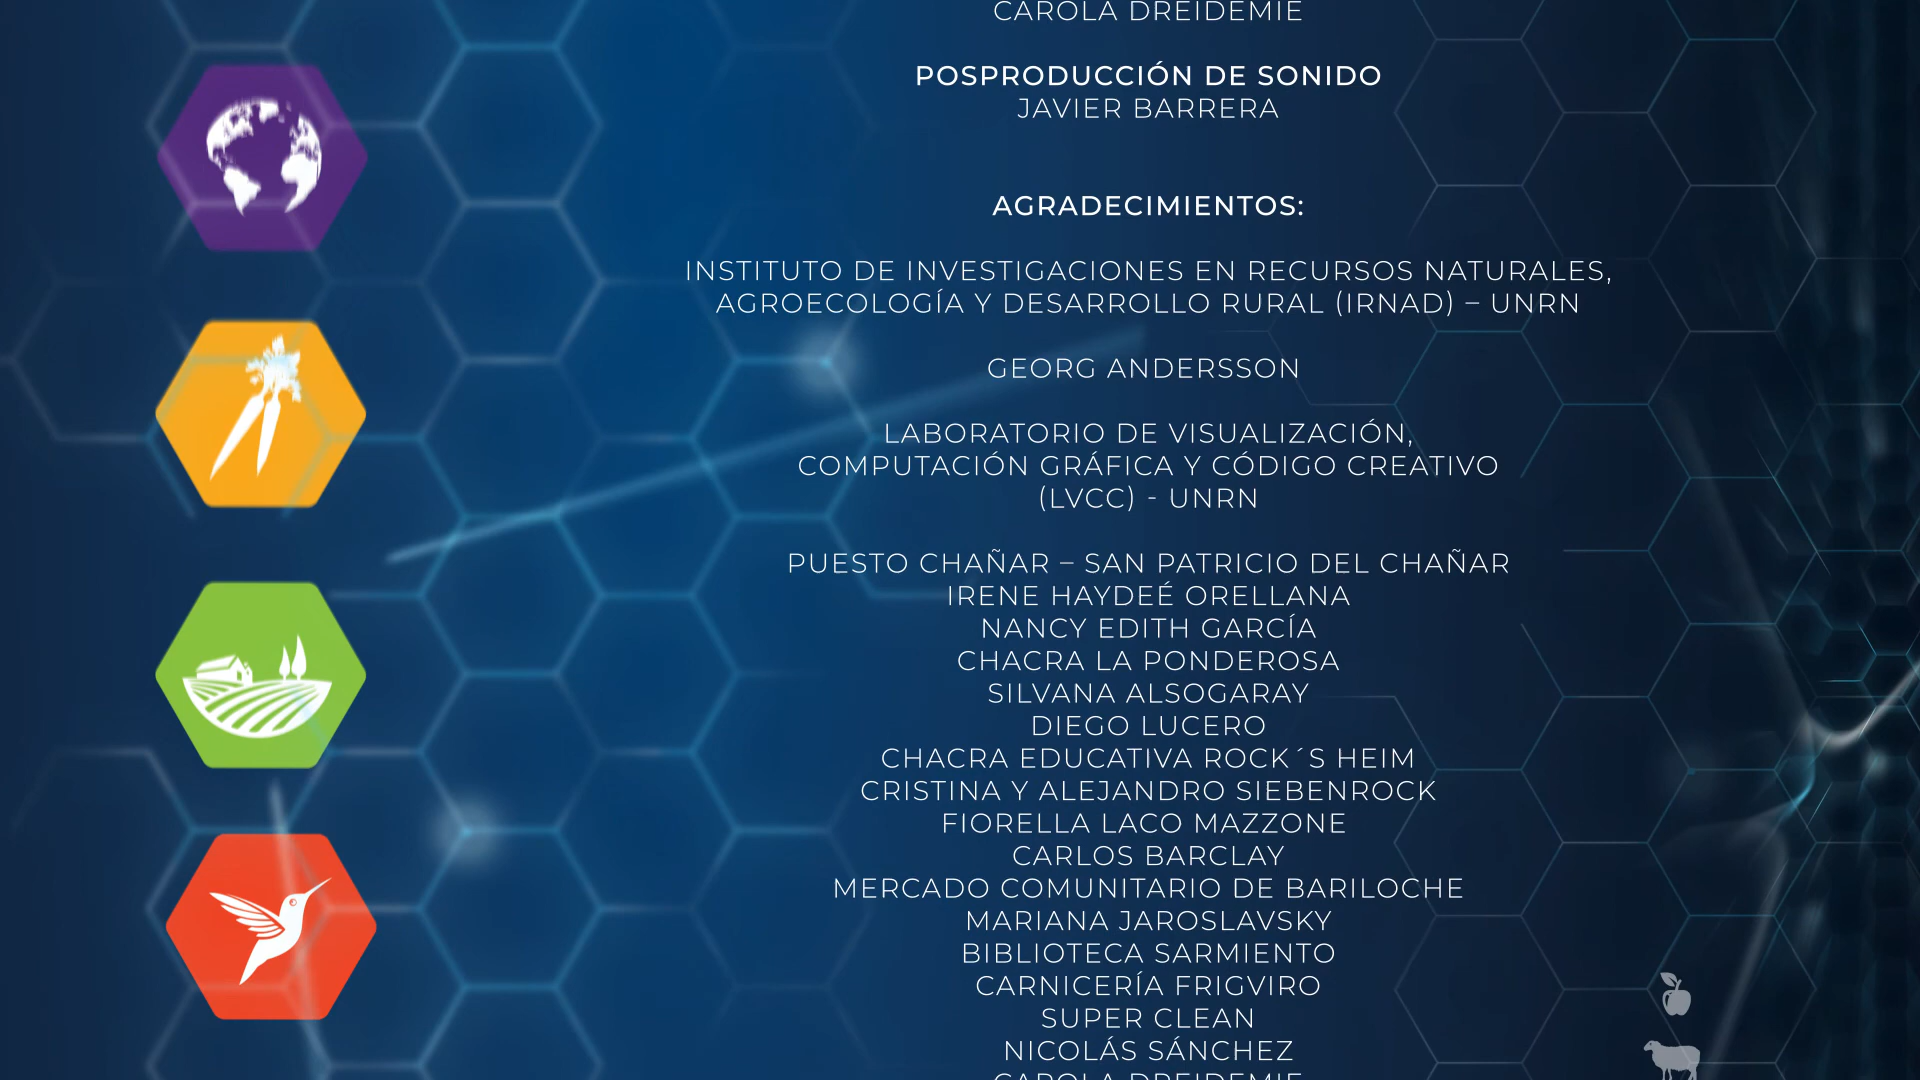 CAROLA DREIDEMIE
POSPRODUCCIÓN DE SONIDO
JAVIER BARRERA
AGRADECIMIENTOS:
INSTITUTO DE INVESTIGACIONES EN RECURSOS NATURALES,
AGROECOLOGÍA Y DESARROLLO RURAL (IRNAD) – UNRN
GEORG ANDERSSON
LABORATORIO DE VISUALIZACIÓN,
COMPUTACIÓN GRÁFICA Y CÓDIGO CREATIVO
(LVCC) - UNRN
PUESTO CHAÑAR – SAN PATRICIO DEL CHAÑAR
IRENE HAYDEÉ ORELLANA
NANCY EDITH GARCÍA
CHACRA LA PONDEROSA
SILVANA ALSOGARAY
DIEGO LUCERO
CHACRA EDUCATIVA ROCK´S HEIM
CRISTINA Y ALEJANDRO SIEBENROCK
FIORELLA LACO MAZZONE
CARLOS BARCLAY
MERCADO COMUNITARIO DE BARILOCHE
MARIANA JAROSLAVSKY
BIBLIOTECA SARMIENTO
CARNICERÍA FRIGVIRO
SUPER CLEAN
NICOLÁS SÁNCHEZ
CAROLA DREIDEMIE